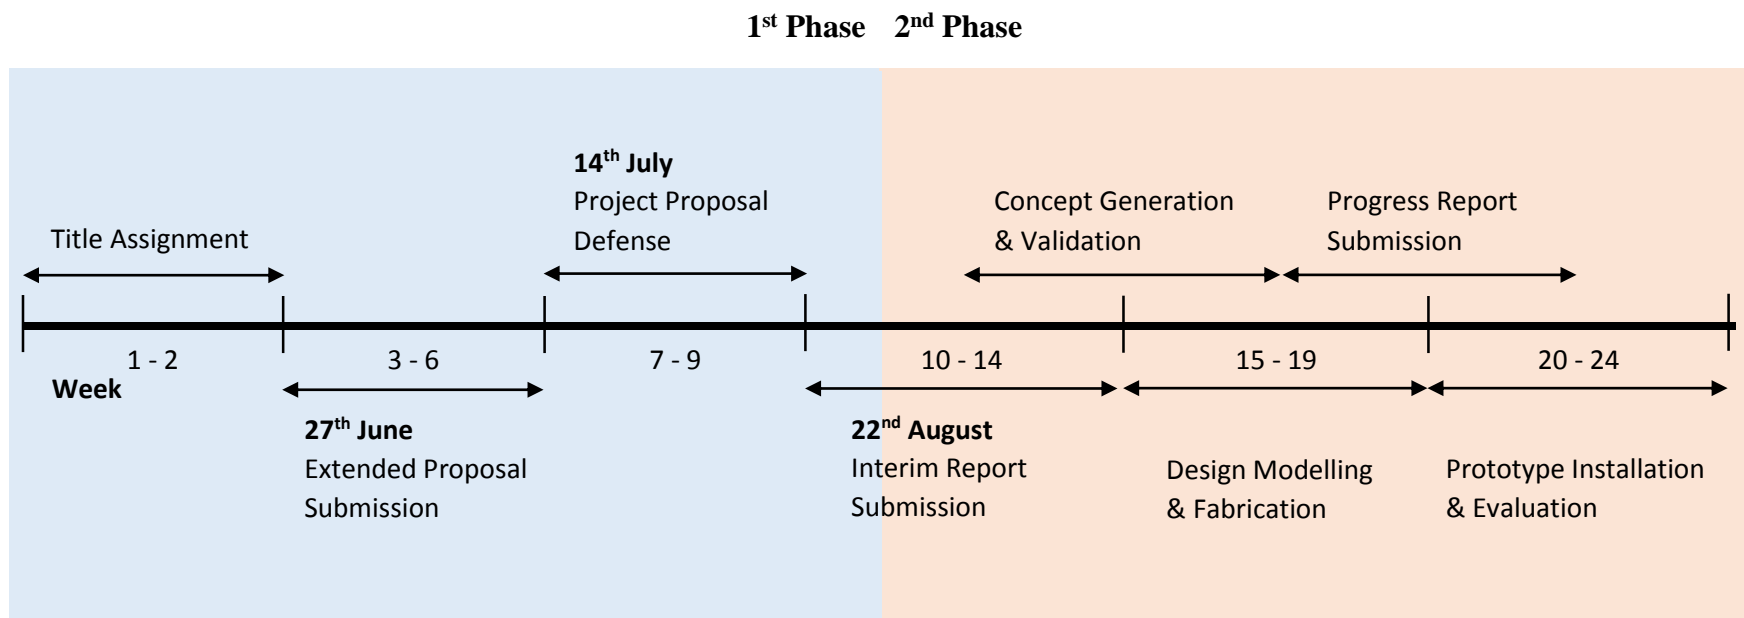 1st Phase 2nd Phase
14th July
Project Proposal
Defense
Title Assignment
Concept Generation
& Validation
Progress Report
Submission
1 - 2
3 - 6
7 - 9
10 - 14
15 - 19
20 - 24
Week
27th June
Extended Proposal
Submission
22nd August
Interim Report
Submission
Design Modelling
& Fabrication
Prototype Installation
& Evaluation